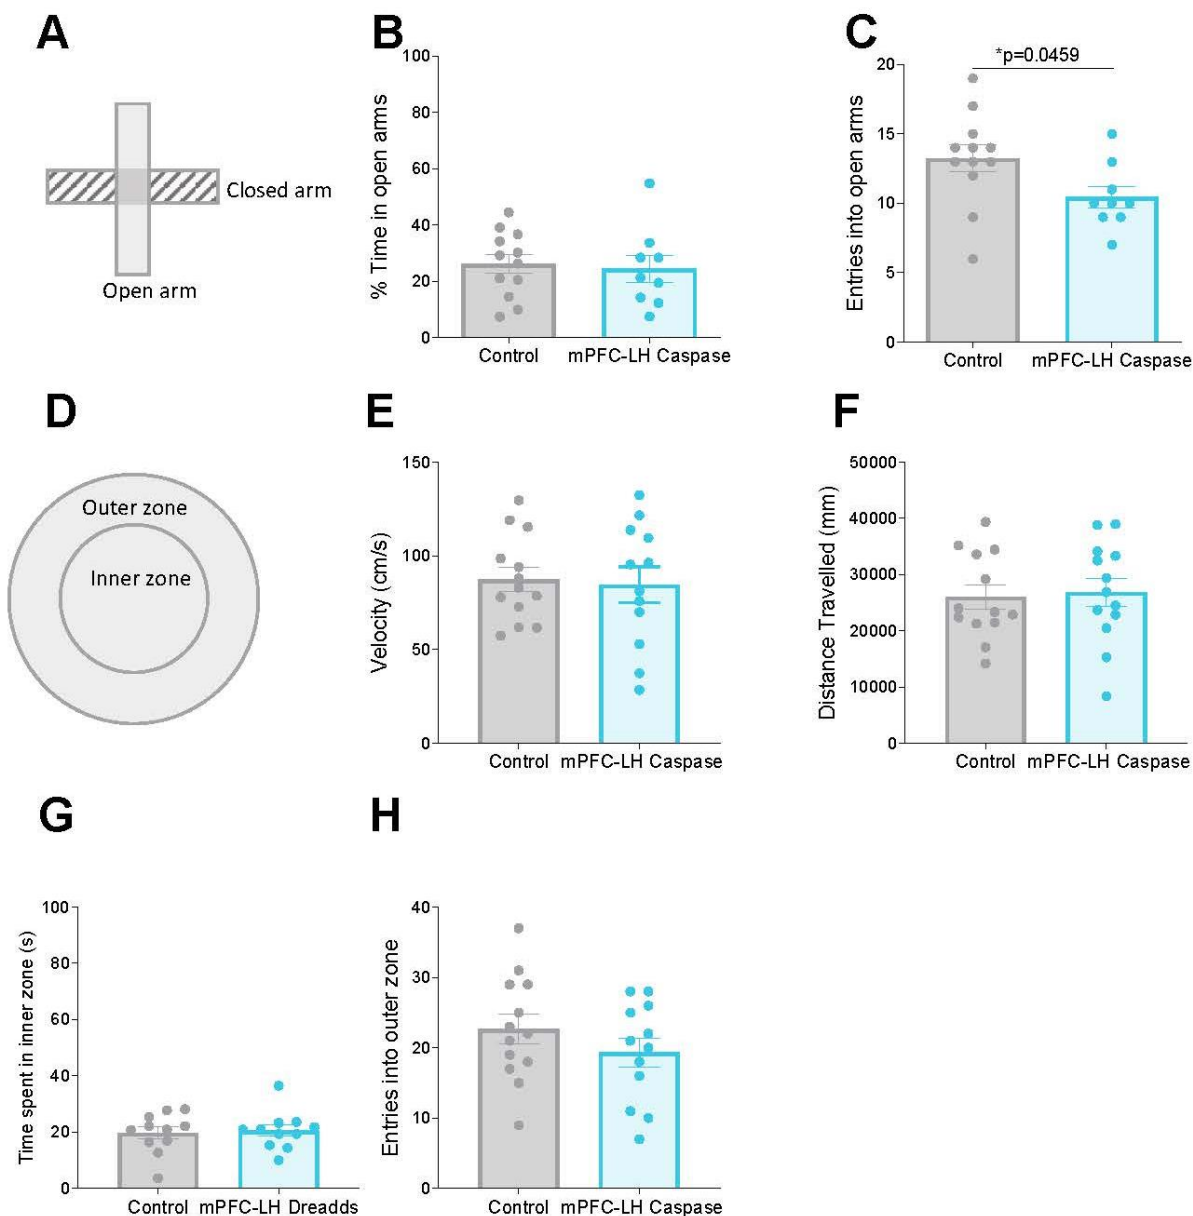 A
Closed arm
Open arm
B
% Time in open arms
100
80
60
40
20
0
Control
mPFC-LH Caspase
C
*p=0.0459
Entries into open arms
20
15
10
5
0
Control
mPFC-LH Caspase
D
Outer zone
Inner zone
E
Velocity (cm/s)
150
100
50
0
Control
mPFC-LH Caspase
F
Distance Travelled (mm)
50000
40000
30000
20000
10000
0
Control
mPFC-LH Caspase
G
Time spent in inner zone (s)
100
80
60
40
20
0
Control
mPFC-LH Dreadds
H
Entries into outer zone
40
30
20
10
0
Control
mPFC-LH Caspase